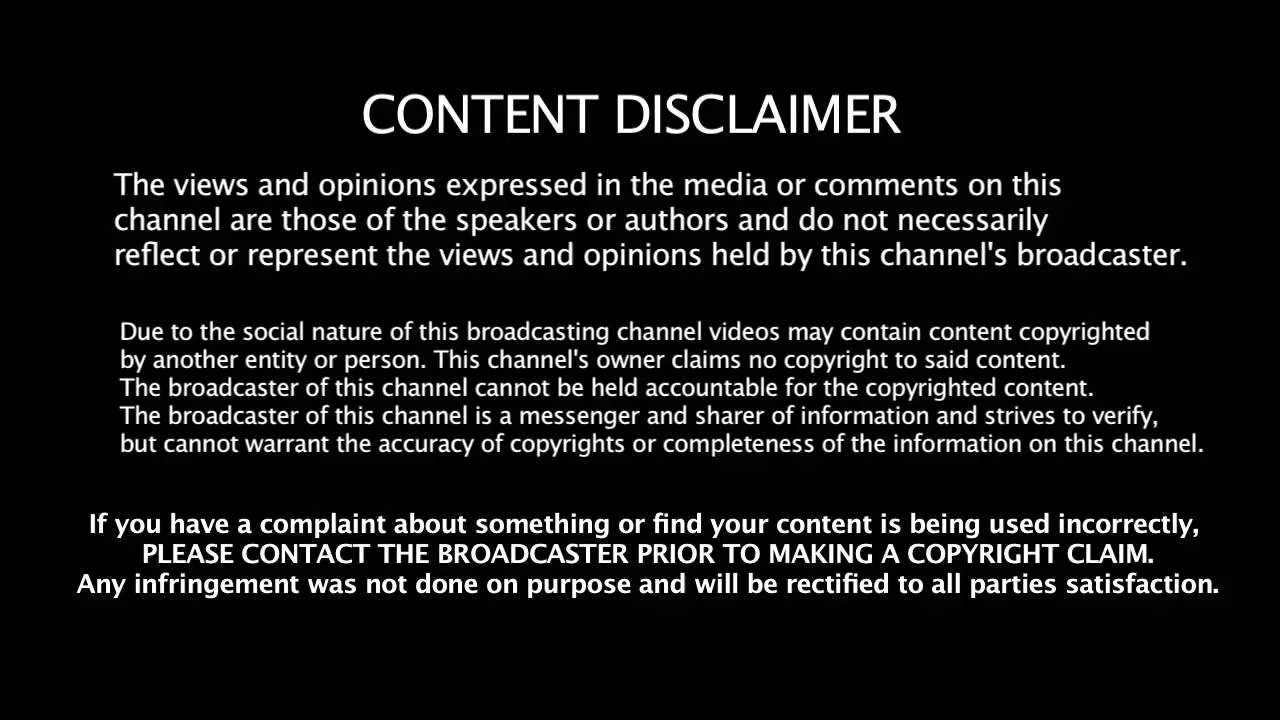 CONTENT DISCLAIMER
The views and opinions expressed in the media or comments on this
channel are those of the speakers or authors and do not necessarily
reflect or represent the views and opinions held by this channel's broadcaster.
Due to the social nature of this broadcasting channel videos may contain content copyrighted
by another entity or person. This channel's owner claims no copyright to said content.
The broadcaster of this channel cannot be held accountable for the copyrighted content.
The broadcaster of this channel is a messenger and sharer of information and strives to verify,
but cannot warrant the accuracy of copyrights or completeness of the information on this channel.
If you have a complaint about something or find your content is being used incorrectly,
PLEASE CONTACT THE BROADCASTER PRIOR TO MAKING A COPYRIGHT CLAIM.
Any infringement was not done on purpose and will be rectified to all parties satisfaction.